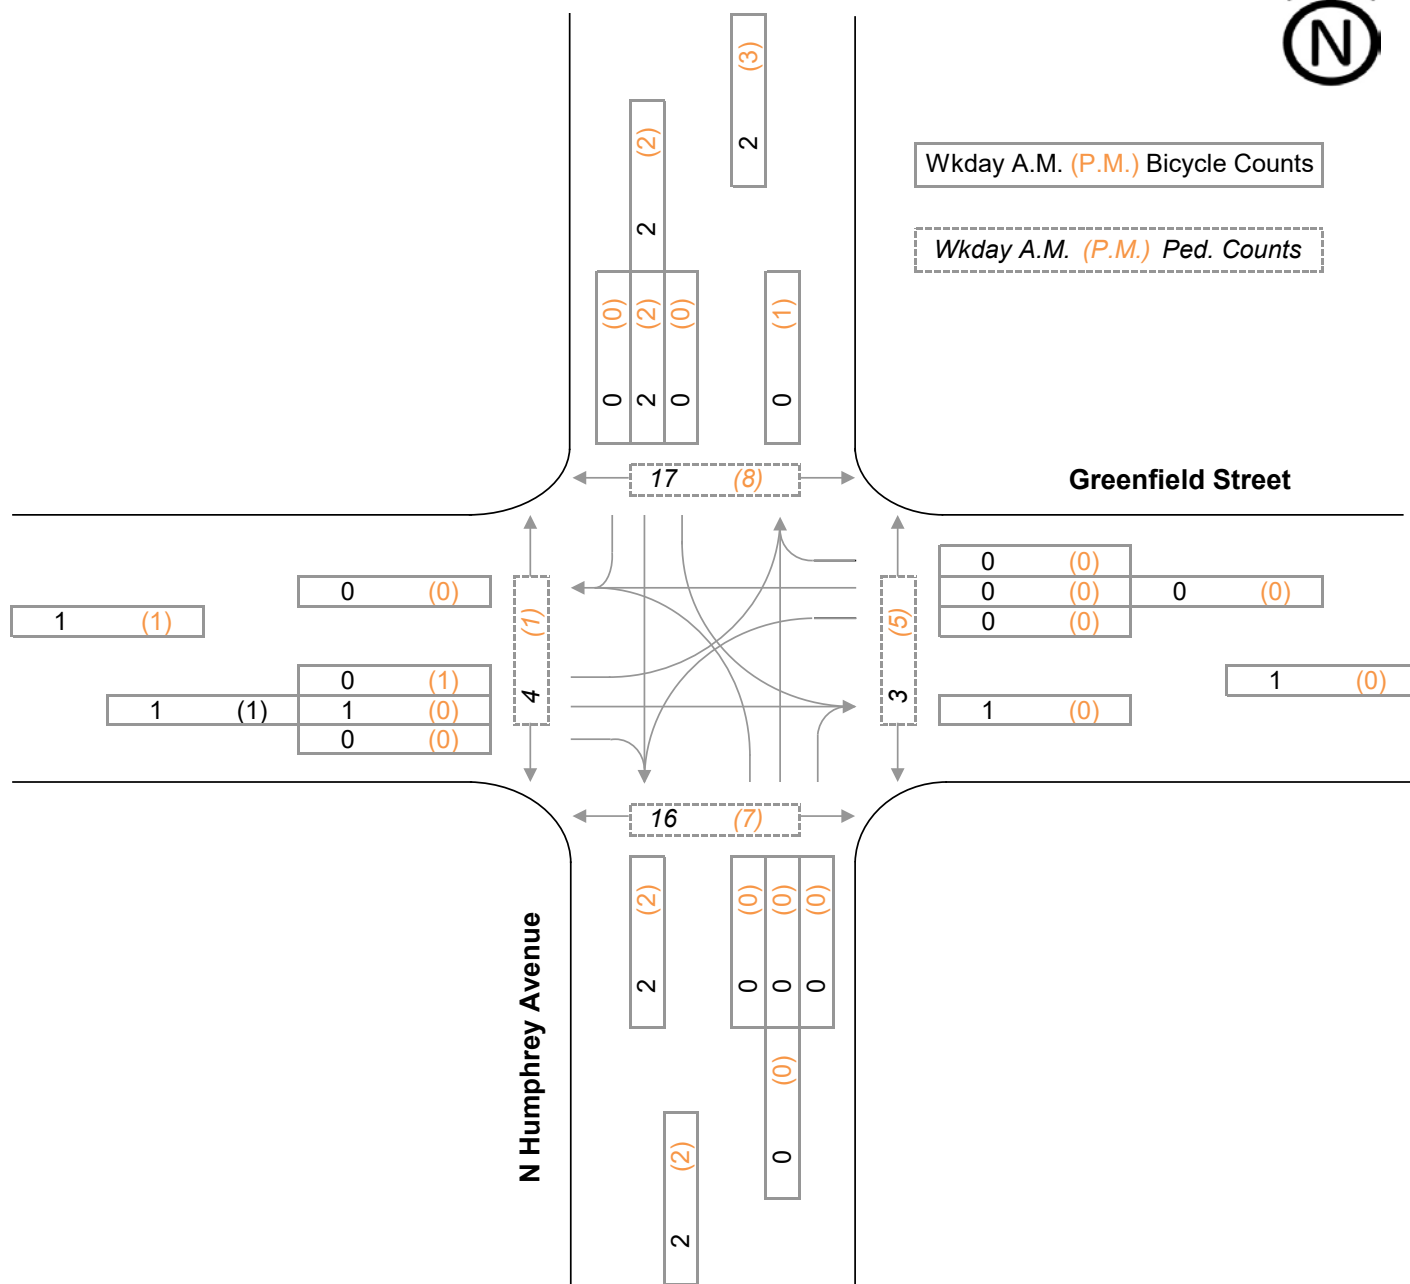 N
(3)
2
(2)
2
Wkday A.M. (P.M.) Bicycle Counts
Wkday A.M. (P.M.) Ped. Counts
(0) (2) (0)
0 2 0
(1)
0
17 (8)
Greenfield Street
0 (0)
1 (1)
0 (1)
1 (1) 1 (0)
0 (0)
(1)
4
(5)
3
0 (0)
0 (0) 0 (0)
0 (0)
1 (0)
1 (0)
16 (7)
N Humphrey Avenue
(2)
2
(0) (0) (0)
0 0 0
(0)
0
(2)
2